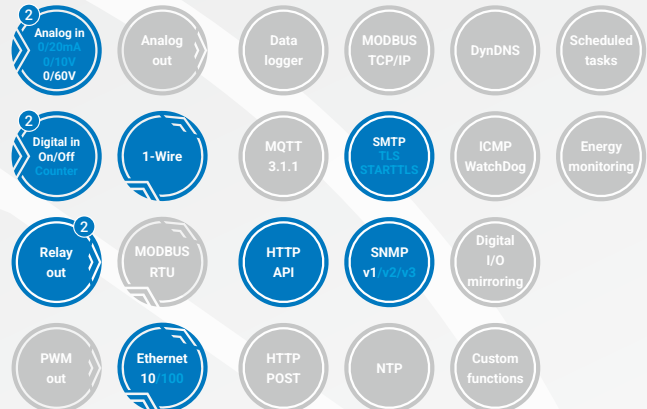 2
Analog in
0/20mA
0/10V
0/60V
Analog
out
Data
logger
MODBUS
TCP/IP
DynDNS
Scheduled
tasks
2
Digital in
On/Off
Counter
1-Wire
MQTT
3.1.1
SMTP
TLS
STARTTLS
ICMP
WatchDog
Energy
monitoring
2
Relay
out
MODBUS
RTU
HTTP
API
SNMP
v1/v2/v3
Digital
I/O
mirroring
PWM
out
Ethernet
10/100
HTTP
POST
NTP
Custom
functions